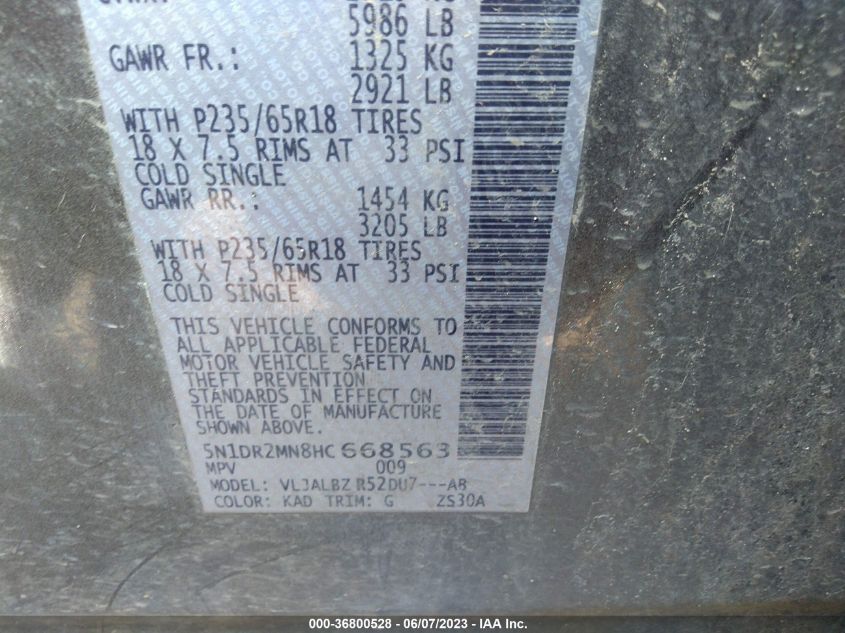 5986 LB
GAWR FR.: 1325 KG
2921 LB
WITH P235/65R18 TIRES
18 X 7.5 RIMS AT 33 PSI
COLD SINGLE
GAWR RR.: 1454 KG
3205 LB
WITH P235/65R18 TIRES
18 X 7.5 RIMS AT 33 PSI
COLD SINGLE
THIS VEHICLE CONFORMS TO
ALL APPLICABLE FEDERAL
MOTOR VEHICLE SAFETY AND
THEFT PREVENTION
STANDARDS IN EFFECT ON
THE DATE OF MANUFACTURE
SHOWN ABOVE.
5N1DR2MN8HC668563
MPV 009
MODEL: VLJALBZ R52DU7---AB
COLOR: KAD TRIM: G ZS30A
000-36800528 - 06/07/2023 - IAA Inc.